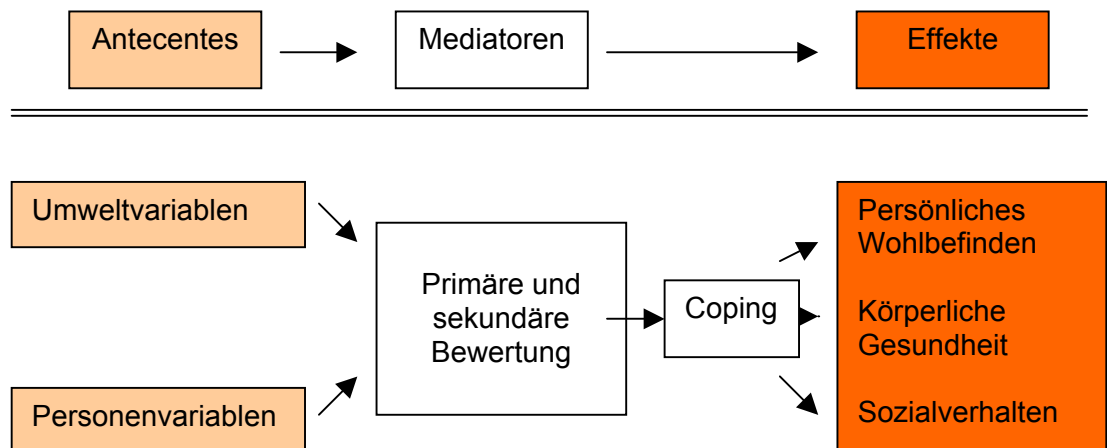 Antecentes
Mediatoren
Effekte
Umweltvariablen
Personenvariablen
Primäre und
sekundäre
Bewertung
Coping
Persönliches
Wohlbefinden
Körperliche
Gesundheit
Sozialverhalten